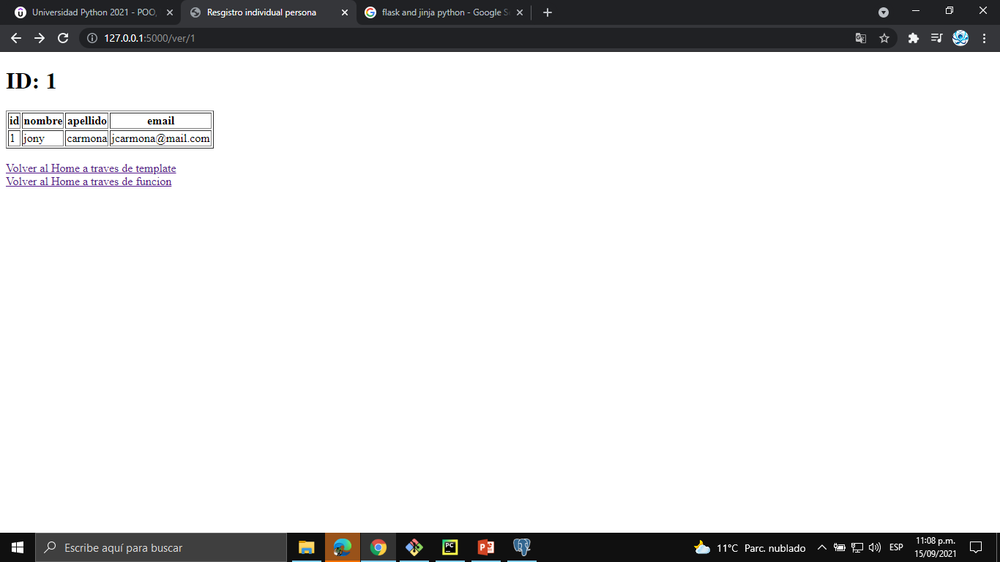 Universidad Python 2021 - POO,
Resgistro individual persona
flask and jinja python - Google Se
127.0.0.1:5000/ver/1
ID: 1
id nombre apellido email
1 jony carmona jcarmona@mail.com
Volver al Home a traves de template
Volver al Home a traves de funcion
Escribe aquí para buscar
PC
P
11°C Parc. nublado
ESP
11:08 p.m.
15/09/2021